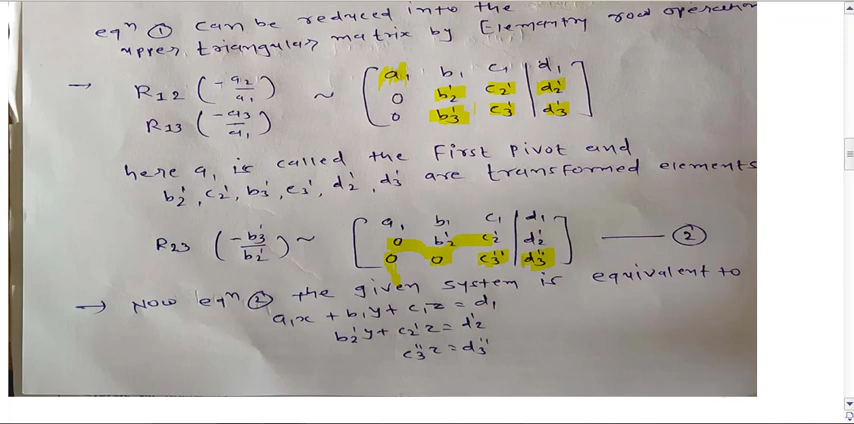 eqⁿ ① can be reduced into the
upper triangular matrix by Elemantry row operation
→ R12 (-a2/a1) ~ [ a1 b1 c1 | d1
R13 (-a3/a1) 0 b2' c2' | d2'
0 b3' c3' | d3' ]
here a1 is called the First Pivot and
b2', c2', b3', c3', d2', d3' are transformed elements
R23 (-b3'/b2') ~ [ a1 b1 c1 | d1
0 b2' c2' | d2'
0 0 c3'' | d3'' ] —— ②
→ Now eqⁿ ② the given system is equivalent to
a1x + b1y + c1z = d1
b2'y + c2'z = d2'
c3''z = d3''